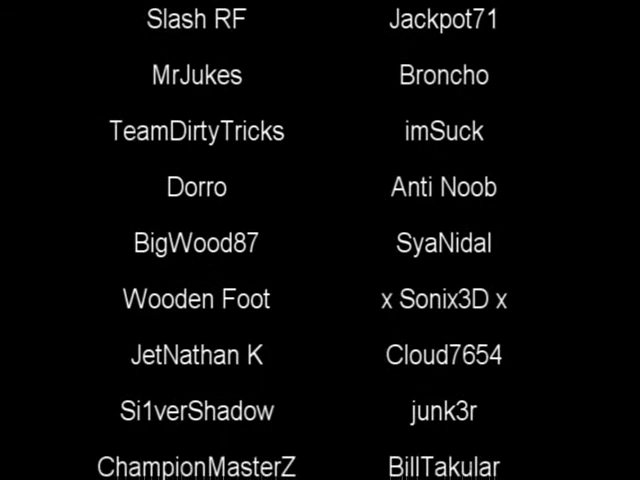 Slash RF
Jackpot71
MrJukes
Broncho
TeamDirtyTricks
imSuck
Dorro
Anti Noob
BigWood87
SyaNidal
Wooden Foot
x Sonix3D x
JetNathan K
Cloud7654
Si1verShadow
junk3r
ChampionMasterZ
BillTakular